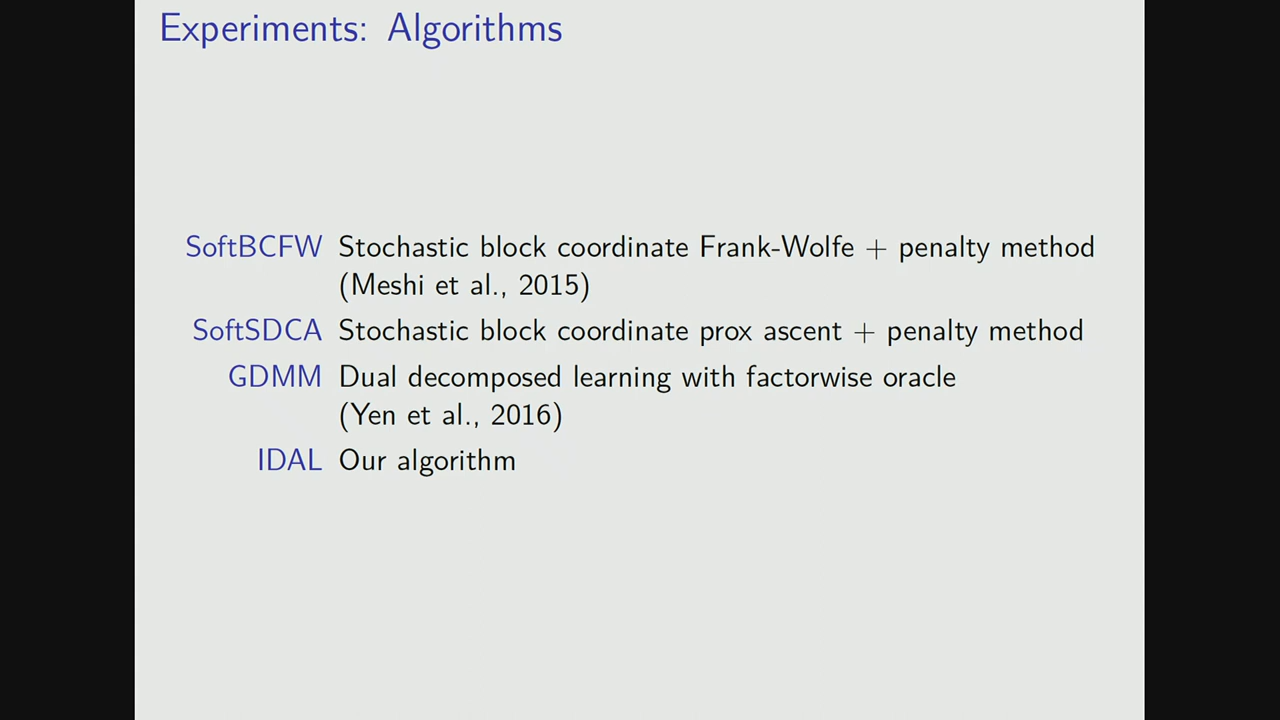 Experiments: Algorithms
SoftBCFW Stochastic block coordinate Frank-Wolfe + penalty method
(Meshi et al., 2015)
SoftSDCA Stochastic block coordinate prox ascent + penalty method
GDMM Dual decomposed learning with factorwise oracle
(Yen et al., 2016)
IDAL Our algorithm